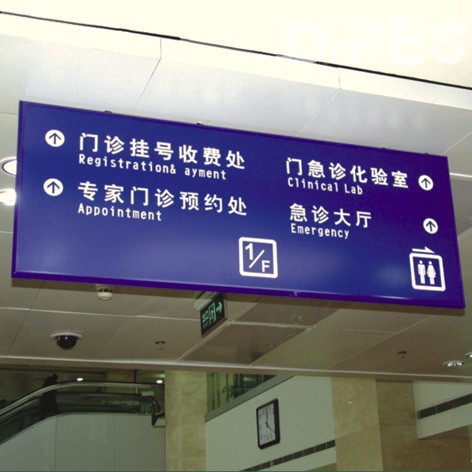 D·PES
门诊挂号收费处
Registration& ayment
专家门诊预约处
Appointment
门急诊化验室
Clinical Lab
急诊大厅
Emergency
1/F